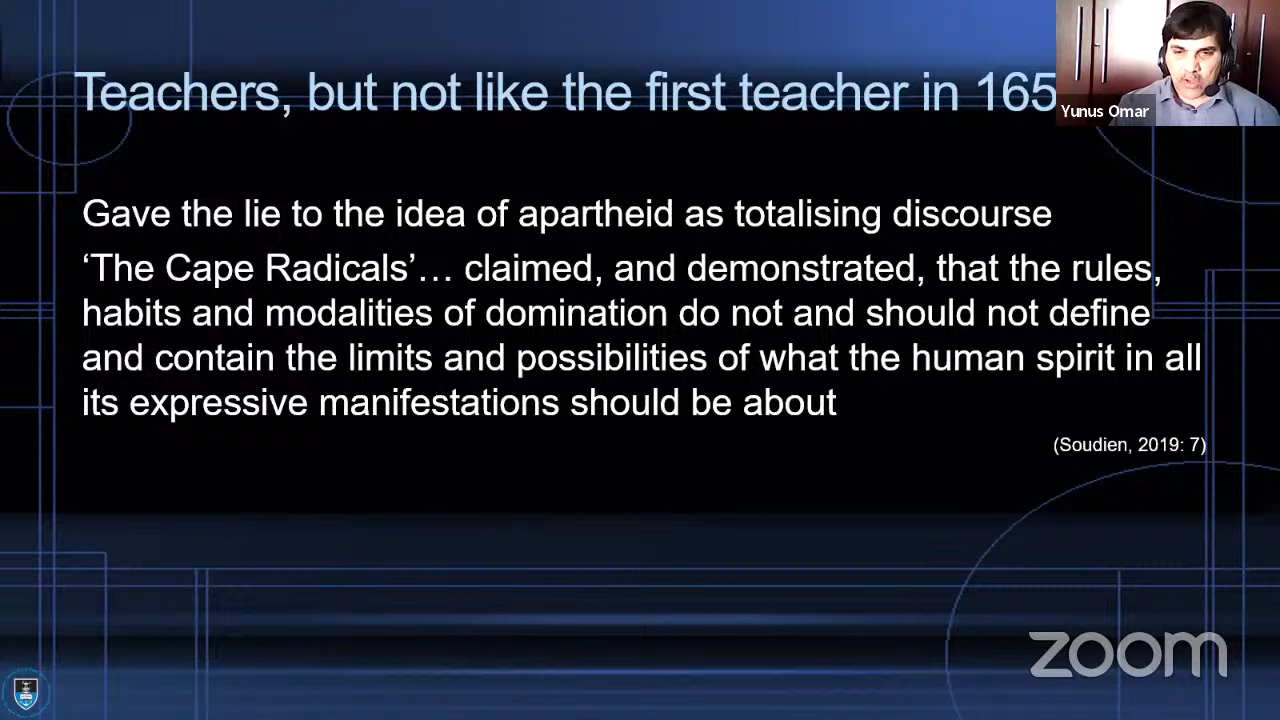 Teachers, but not like the first teacher in 165
Yunus Omar
Gave the lie to the idea of apartheid as totalising discourse
‘The Cape Radicals’… claimed, and demonstrated, that the rules,
habits and modalities of domination do not and should not define
and contain the limits and possibilities of what the human spirit in all
its expressive manifestations should be about
(Soudien, 2019: 7)
zoom